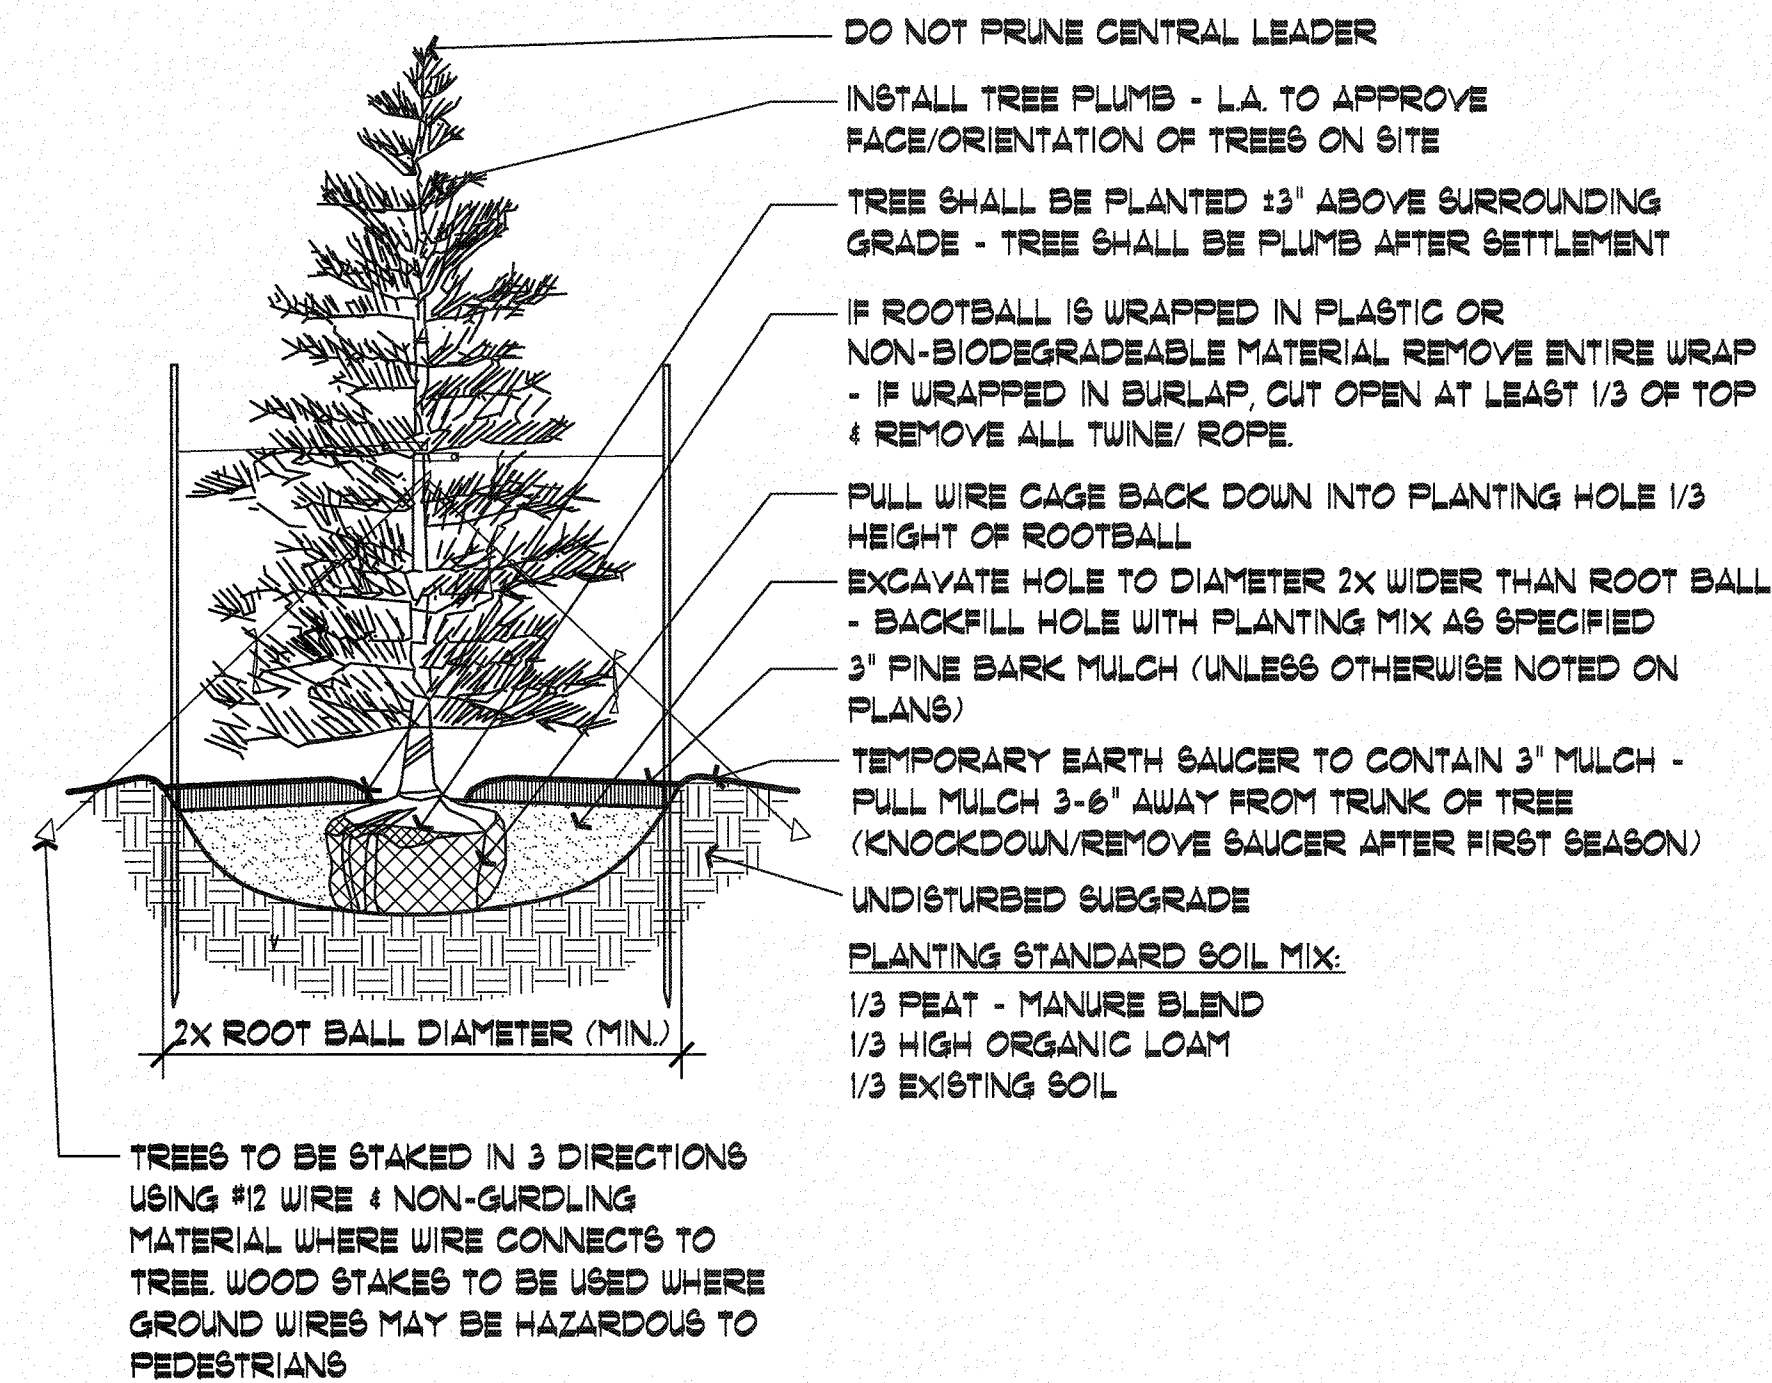 DO NOT PRUNE CENTRAL LEADER
INSTALL TREE PLUMB - L.A. TO APPROVE
FACE/ORIENTATION OF TREES ON SITE
TREE SHALL BE PLANTED ±3" ABOVE SURROUNDING
GRADE - TREE SHALL BE PLUMB AFTER SETTLEMENT
IF ROOTBALL IS WRAPPED IN PLASTIC OR
NON-BIODEGRADEABLE MATERIAL REMOVE ENTIRE WRAP
- IF WRAPPED IN BURLAP, CUT OPEN AT LEAST 1/3 OF TOP
& REMOVE ALL TWINE/ ROPE.
PULL WIRE CAGE BACK DOWN INTO PLANTING HOLE 1/3
HEIGHT OF ROOTBALL
EXCAVATE HOLE TO DIAMETER 2X WIDER THAN ROOT BALL
- BACKFILL HOLE WITH PLANTING MIX AS SPECIFIED
3" PINE BARK MULCH (UNLESS OTHERWISE NOTED ON
PLANS)
TEMPORARY EARTH SAUCER TO CONTAIN 3" MULCH -
PULL MULCH 3-6" AWAY FROM TRUNK OF TREE
(KNOCKDOWN/REMOVE SAUCER AFTER FIRST SEASON)
UNDISTURBED SUBGRADE
PLANTING STANDARD SOIL MIX:
1/3 PEAT - MANURE BLEND
1/3 HIGH ORGANIC LOAM
1/3 EXISTING SOIL
2X ROOT BALL DIAMETER (MIN.)
TREES TO BE STAKED IN 3 DIRECTIONS
USING #12 WIRE & NON-GURDLING
MATERIAL WHERE WIRE CONNECTS TO
TREE. WOOD STAKES TO BE USED WHERE
GROUND WIRES MAY BE HAZARDOUS TO
PEDESTRIANS